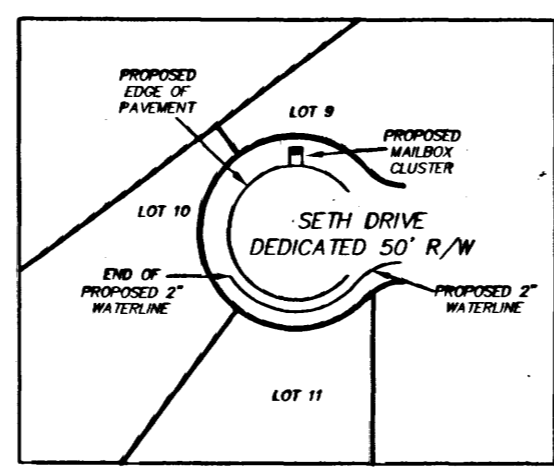 PROPOSED
EDGE OF
PAVEMENT
LOT 9
PROPOSED
MAILBOX
CLUSTER
LOT 10
SETH DRIVE
DEDICATED 50' R/W
END OF
PROPOSED 2"
WATERLINE
PROPOSED 2"
WATERLINE
LOT 11